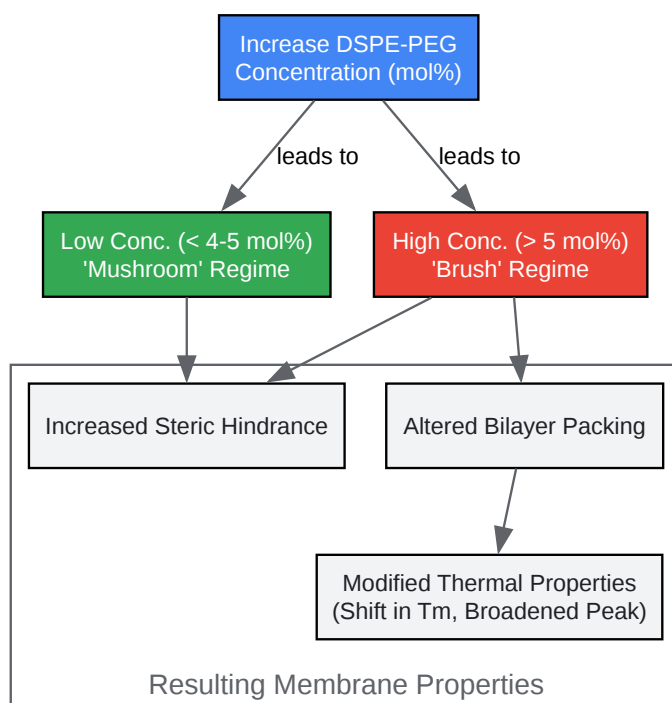 Increase DSPE-PEG
Concentration (mol%)
leads to
leads to
Low Conc. (< 4-5 mol%)
'Mushroom' Regime
High Conc. (> 5 mol%)
'Brush' Regime
Increased Steric Hindrance
Altered Bilayer Packing
Modified Thermal Properties
(Shift in Tm, Broadened Peak)
Resulting Membrane Properties